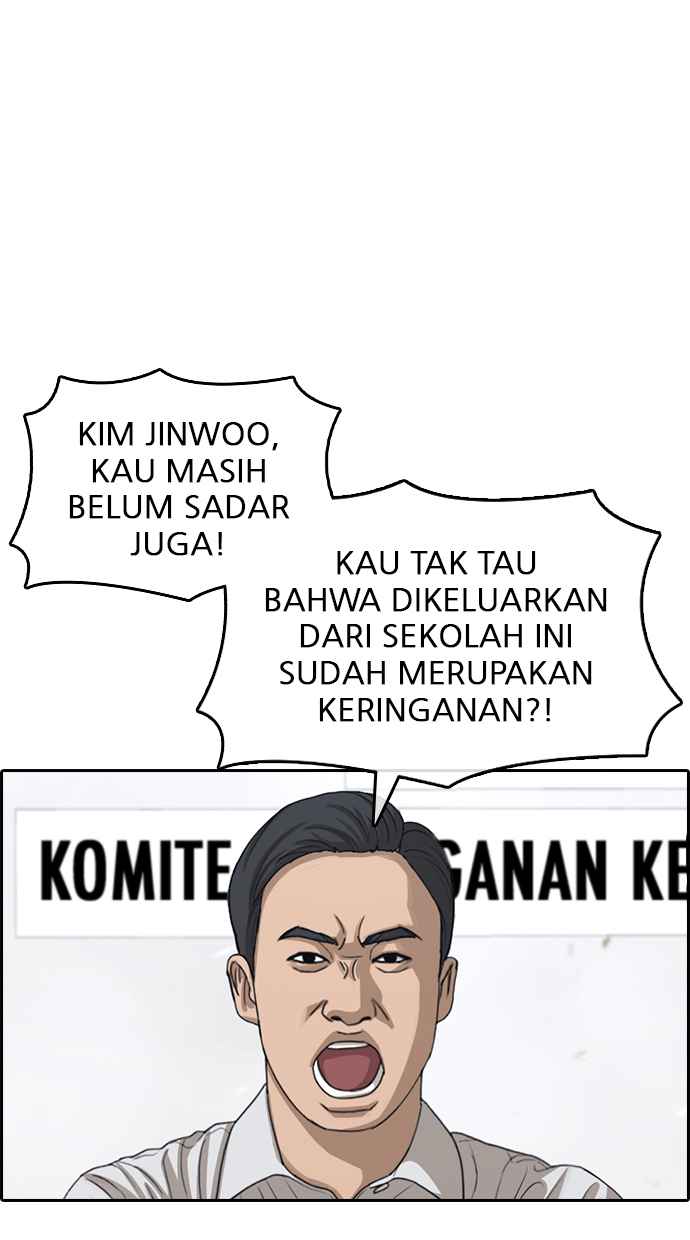 KIM JINWOO,
KAU MASIH
BELUM SADAR
JUGA!
KAU TAK TAU
BAHWA DIKELUARKAN
DARI SEKOLAH INI
SUDAH MERUPAKAN
KERINGANAN?!
KOMITE GANAN KE